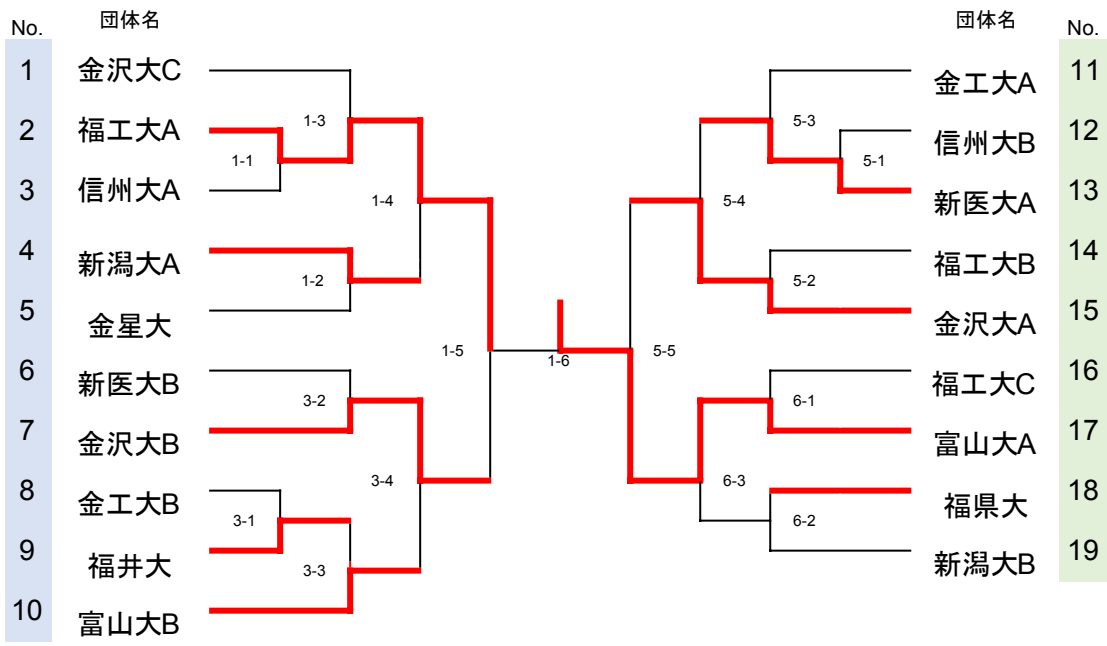 No. 団体名
1 金沢大C
2 福工大A
3 信州大A
4 新潟大A
5 金星大
6 新医大B
7 金沢大B
8 金工大B
9 福井大
10 富山大B
1-3
1-1
1-4
1-2
1-5
3-2
3-4
3-1
3-3
1-6
団体名 No.
金工大A 11
信州大B 12
新医大A 13
福工大B 14
金沢大A 15
福工大C 16
富山大A 17
福県大 18
新潟大B 19
5-3
5-1
5-4
5-2
5-5
6-1
6-3
6-2